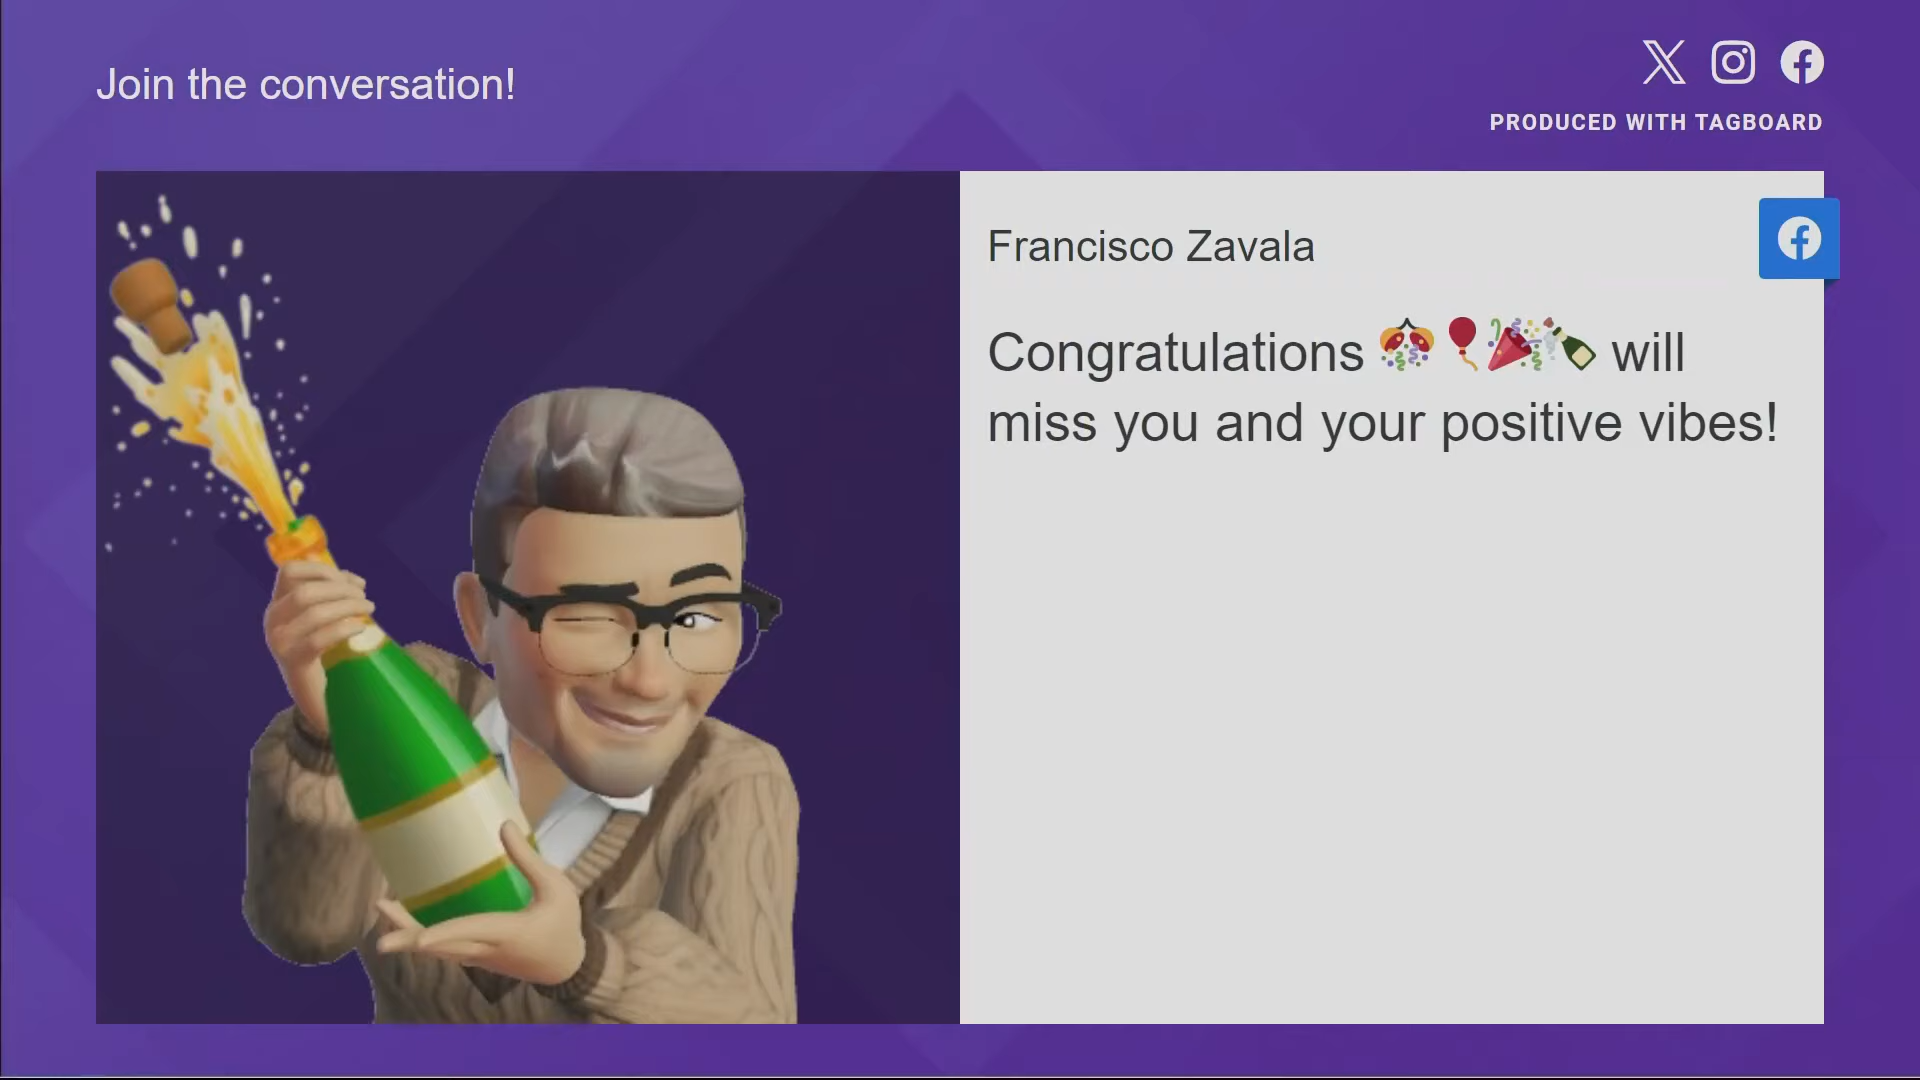 Join the conversation!
PRODUCED WITH TAGBOARD
Francisco Zavala
Congratulations 🎊🎈🎉🍾 will
miss you and your positive vibes!